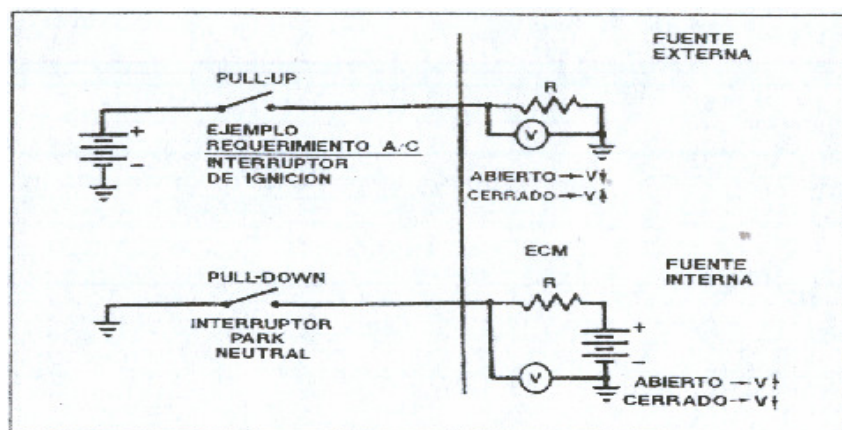 FUENTE
EXTERNA
PULL-UP
R
V
+
-
EJEMPLO
REQUERIMIENTO A/C
INTERRUPTOR
DE IGNICION
ABIERTO → V
CERRADO → V
ECM
FUENTE
INTERNA
PULL-DOWN
R
INTERRUPTOR
PARK
NEUTRAL
+
-
V
ABIERTO → V
CERRADO → V